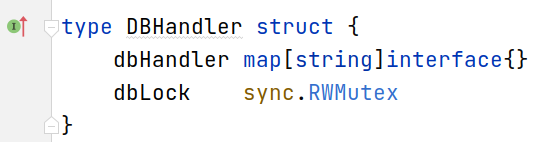 type DBHandler struct {
    dbHandler map[string]interface{}
    dbLock    sync.RWMutex
}